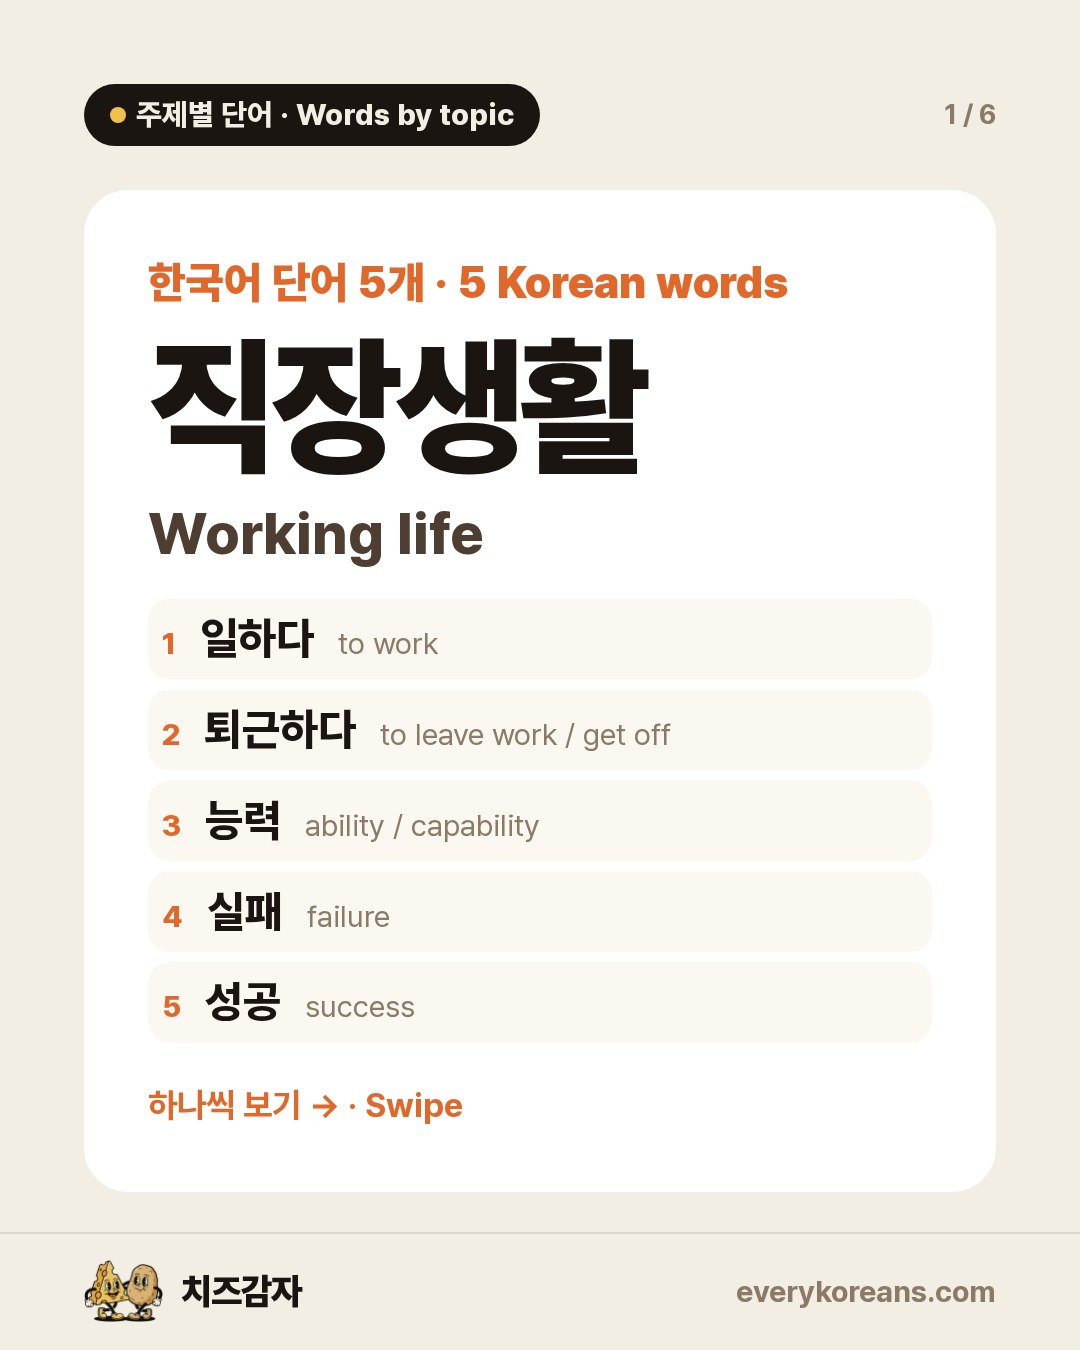 주제별 단어 · Words by topic
1 / 6
한국어 단어 5개 · 5 Korean words
직장생활
Working life
1 일하다 to work
2 퇴근하다 to leave work / get off
3 능력 ability / capability
4 실패 failure
5 성공 success
하나씩 보기 → · Swipe
치즈감자
everykoreans.com